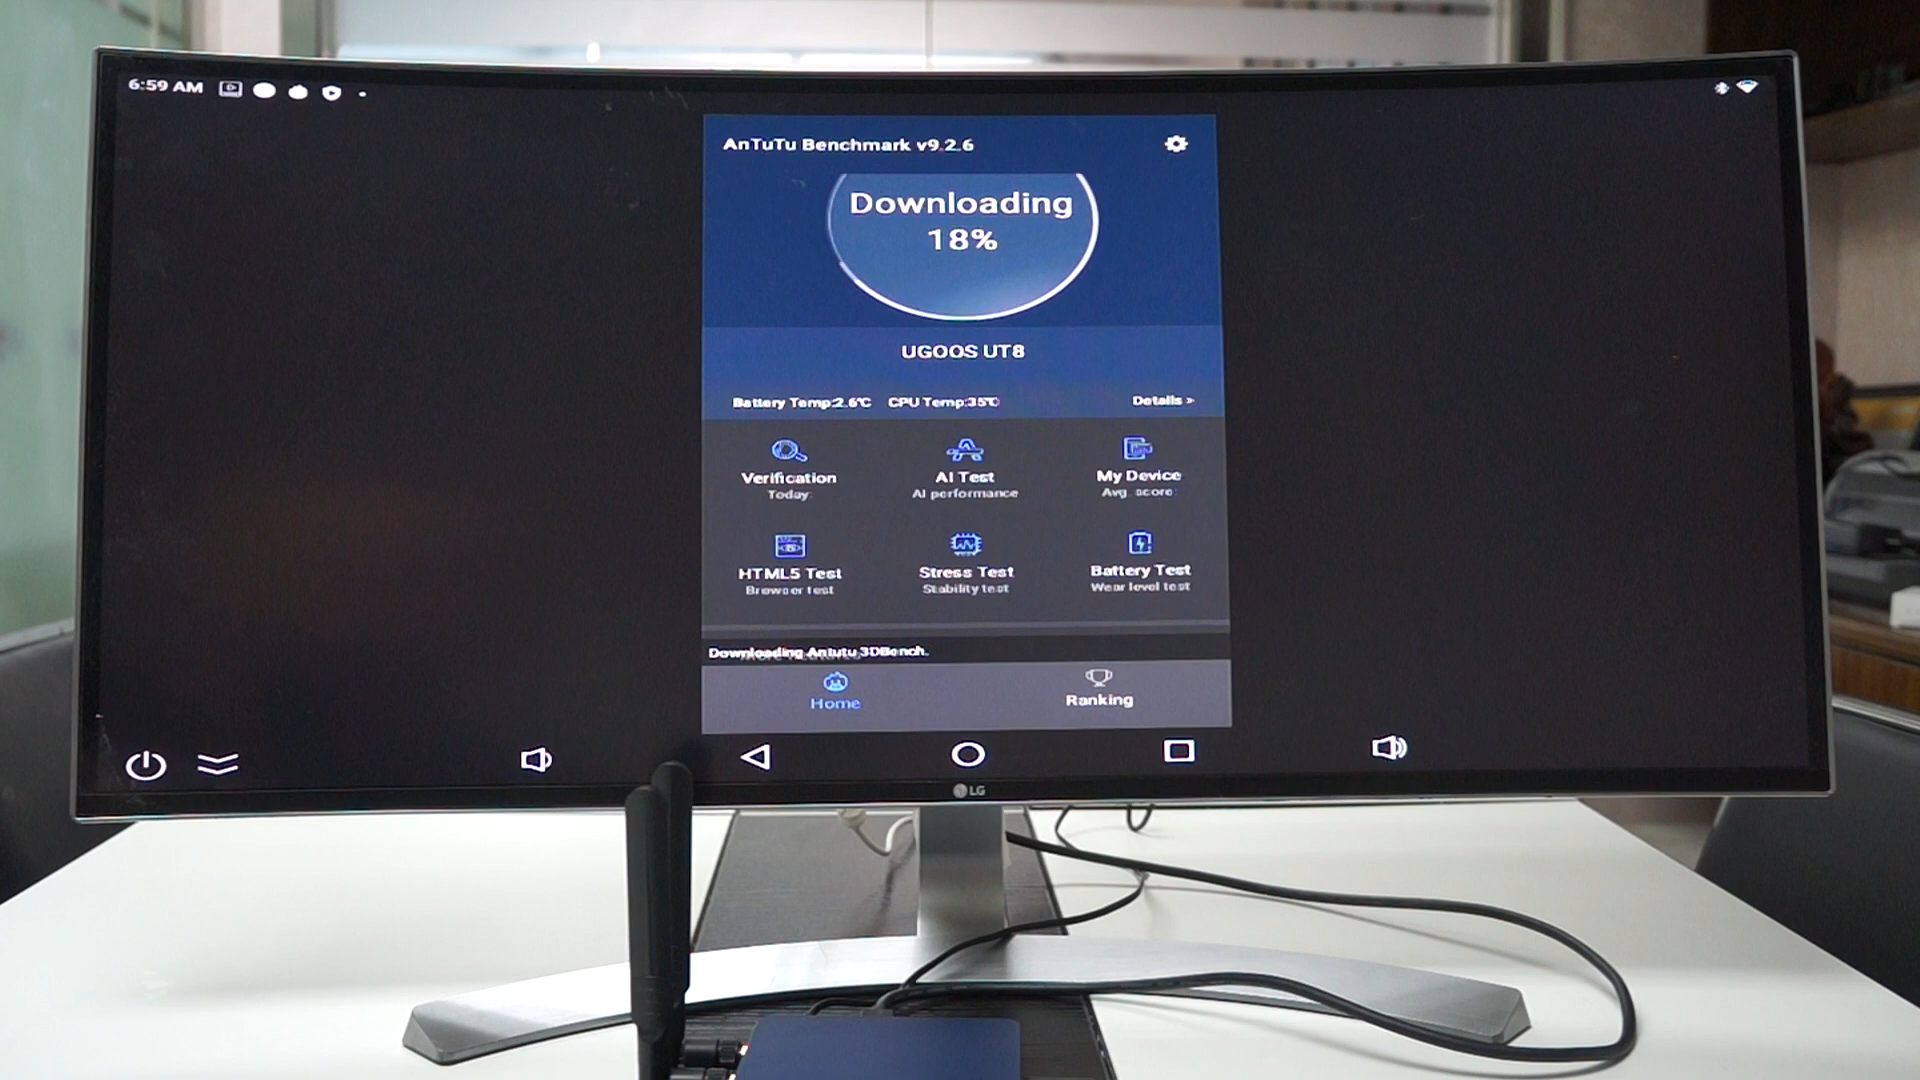 6:59 AM
AnTuTu Benchmark v9.2.6
Downloading
18%
UGOOS UT8
Battery Temp:2.6℃ CPU Temp:35℃ Details »
Verification
Today
AI Test
AI performance
My Device
Avg. score
HTML5 Test
Browser test
Stress Test
Stability test
Battery Test
Wear level test
Downloading Antutu 3DBench.
Home
Ranking
LG